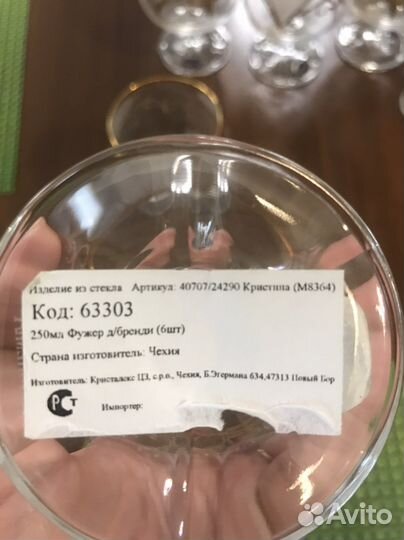 Изделие из стекла Артикул: 40707/24290 Кристина (M8364)
Код: 63303
250мл Фужер д/бренди (6шт)
Страна изготовитель: Чехия
Изготовитель: Кристалекс ЦЗ, с.р.о., Чехия, Б.Эгермана 634,47313 Новый Бор
РСТ Импортер:
Avito